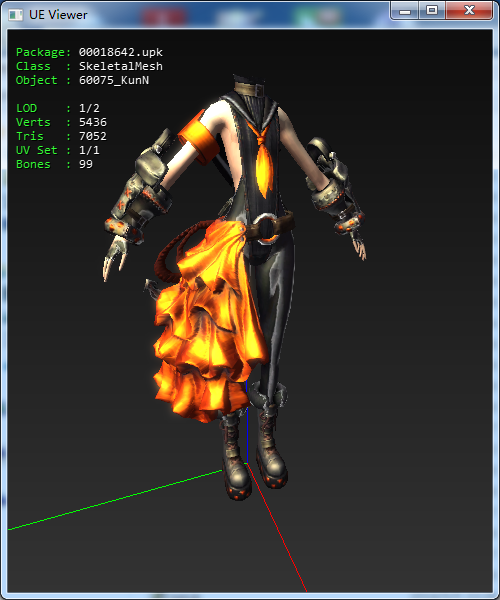 UE Viewer
Package: 00018642.upk
Class : SkeletalMesh
Object : 60075_KunN
LOD : 1/2
Verts : 5436
Tris : 7052
UV Set : 1/1
Bones : 99